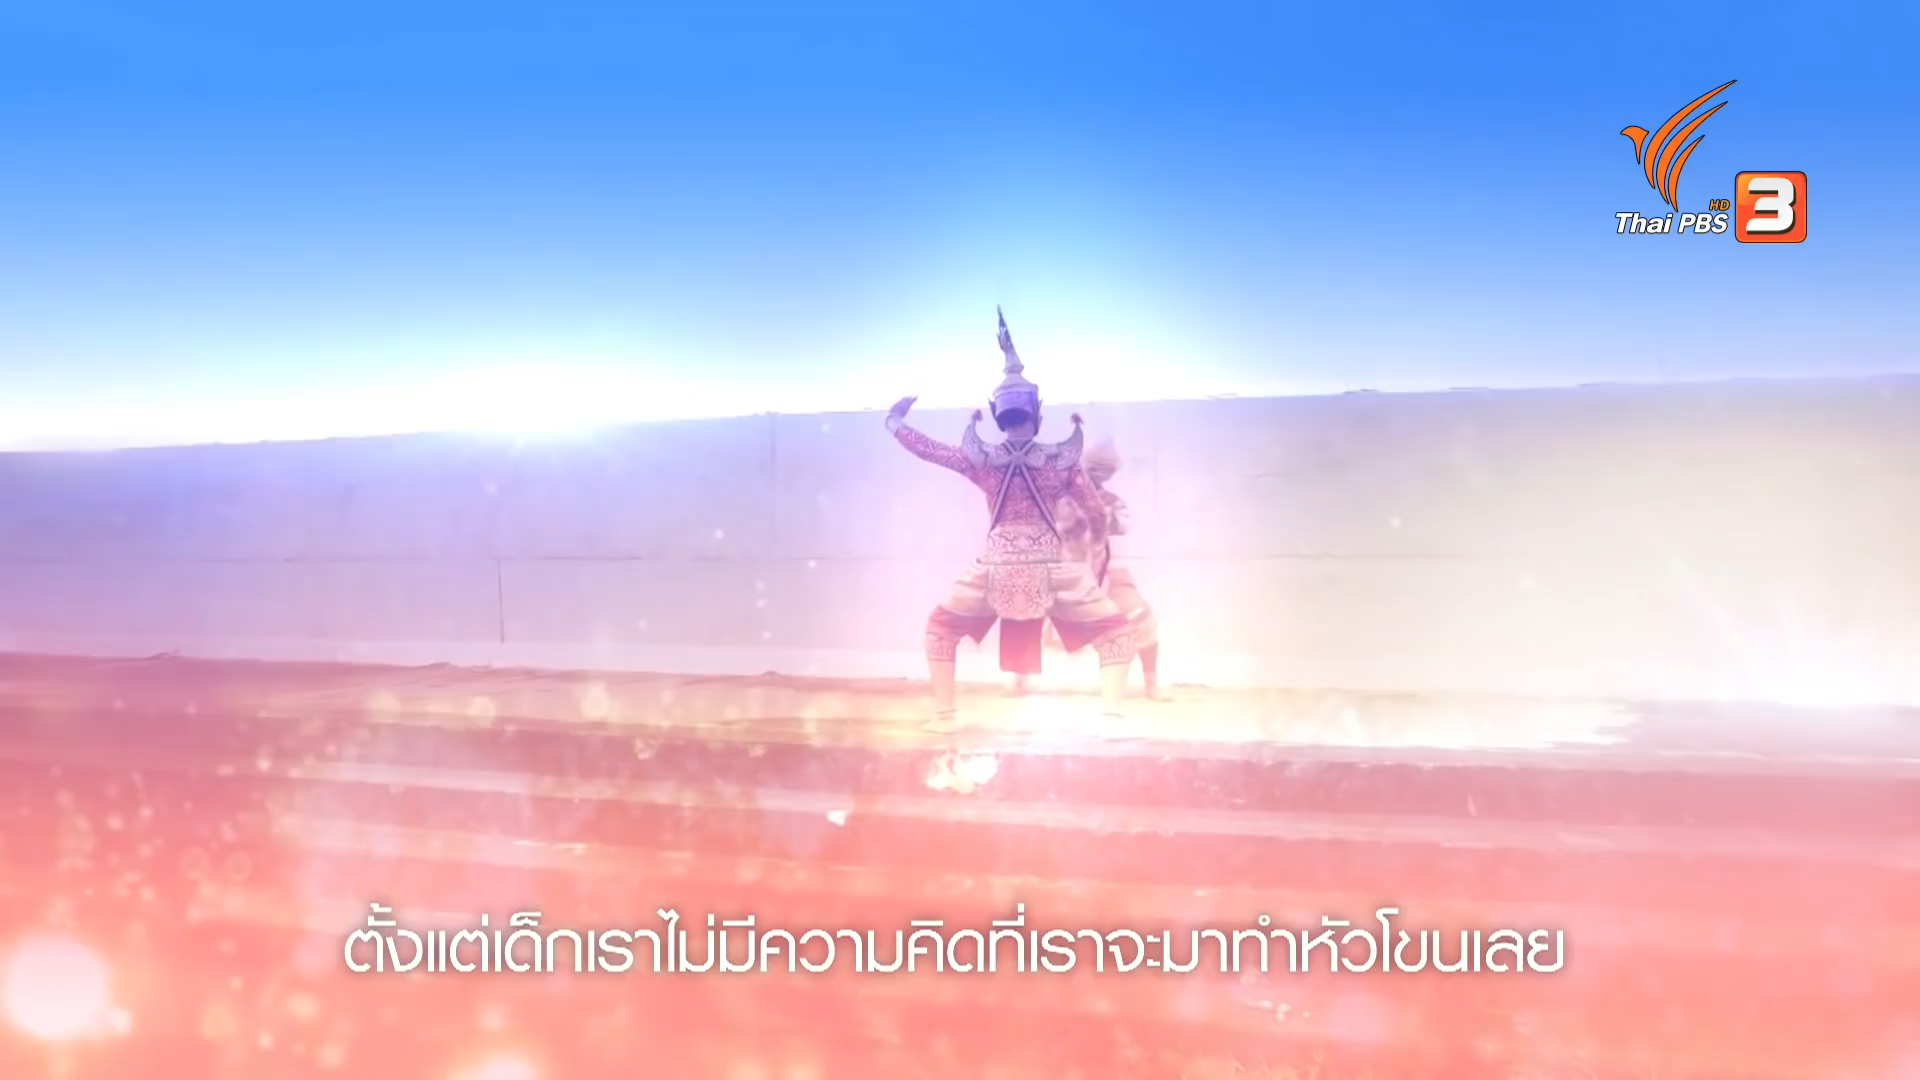 HD
Thai PBS 3
ตั้งแต่เด็กเราไม่มีความคิดที่เราจะมาทำหัวโขนเลย